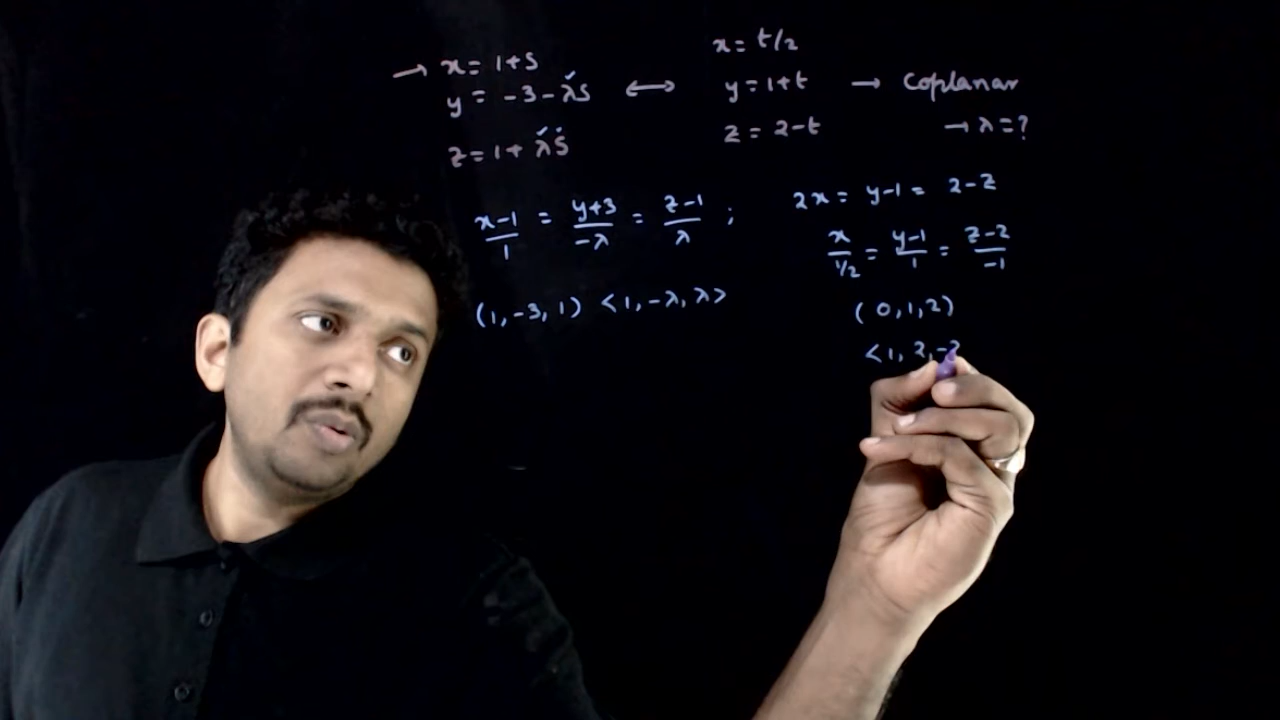 → x = 1+s
y = -3-λs
z = 1+λs
↔
x = t/2
y = 1+t
z = 2-t
→ Coplanar
→ λ=?
(x-1)/1 = (y+3)/-λ = (z-1)/λ ;
(1,-3,1) <1,-λ,λ>
2x = y-1 = 2-z
x/(1/2) = (y-1)/1 = (z-2)/-1
(0,1,2)
<1, 2,-2